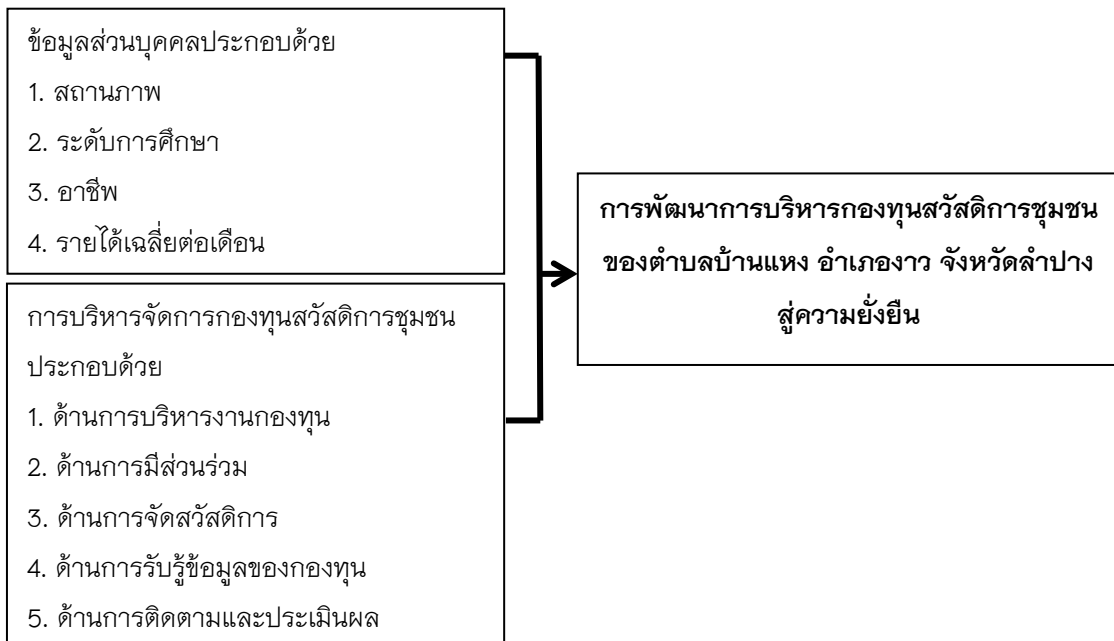 ข้อมูลส่วนบุคคลประกอบด้วย
1. สถานภาพ
2. ระดับการศึกษา
3. อาชีพ
4. รายได้เฉลี่ยต่อเดือน
การบริหารจัดการกองทุนสวัสดิการชุมชน
ประกอบด้วย
1. ด้านการบริหารงานกองทุน
2. ด้านการมีส่วนร่วม
3. ด้านการจัดสวัสดิการ
4. ด้านการรับรู้ข้อมูลของกองทุน
5. ด้านการติดตามและประเมินผล
การพัฒนาการบริหารกองทุนสวัสดิการชุมชน
ของตำบลบ้านแหง อำเภองาว จังหวัดลำปาง
สู่ความยั่งยืน